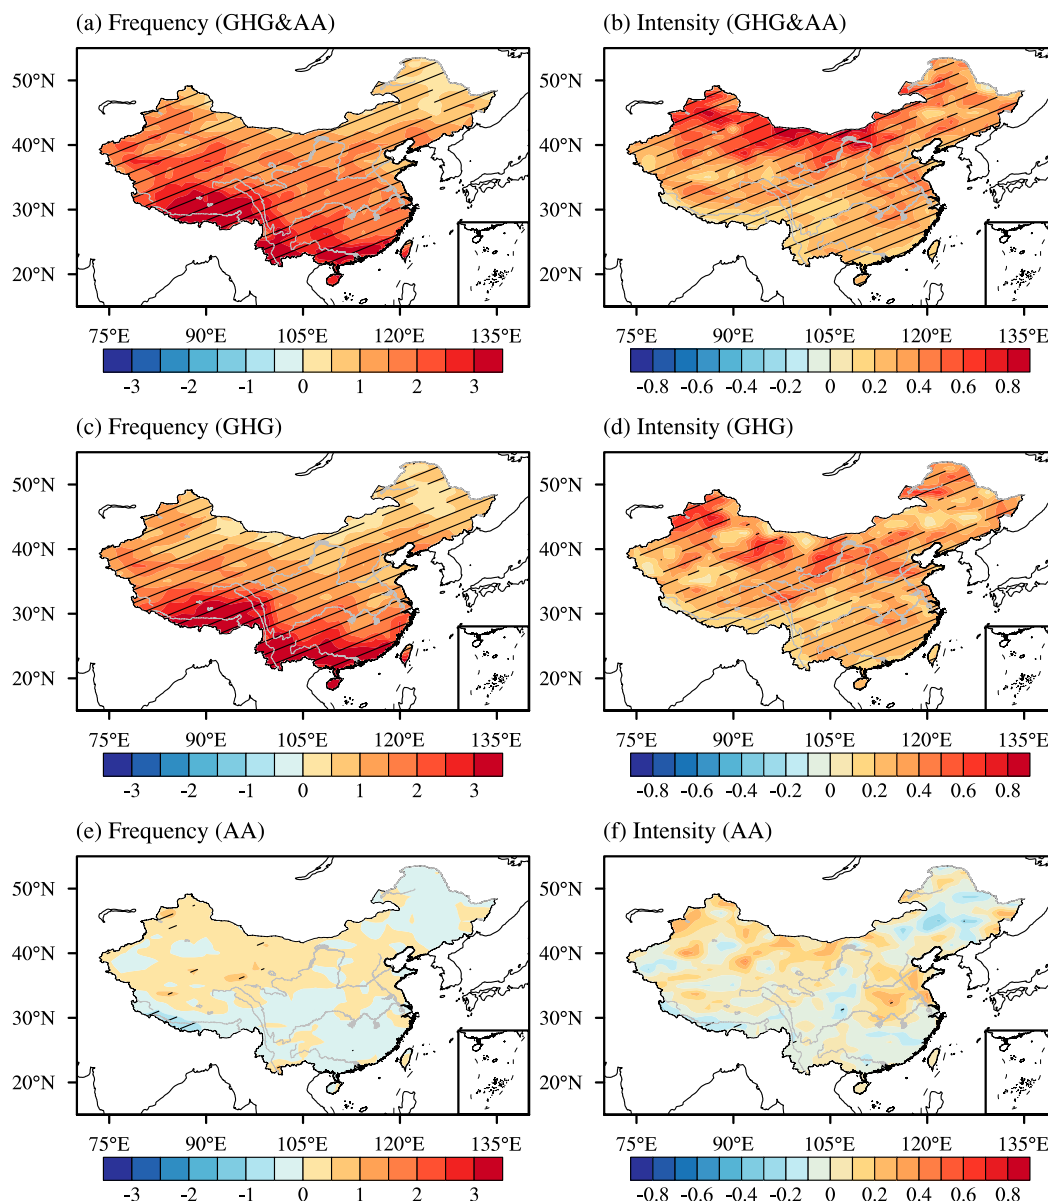 (a) Frequency (GHG&AA)
(b) Intensity (GHG&AA)
50°N
40°N
30°N
20°N
50°N
40°N
30°N
20°N
75°E 90°E 105°E 120°E 135°E
75°E 90°E 105°E 120°E 135°E
-3 -2 -1 0 1 2 3
-0.8 -0.6 -0.4 -0.2 0 0.2 0.4 0.6 0.8
(c) Frequency (GHG)
(d) Intensity (GHG)
50°N
40°N
30°N
20°N
50°N
40°N
30°N
20°N
75°E 90°E 105°E 120°E 135°E
75°E 90°E 105°E 120°E 135°E
-3 -2 -1 0 1 2 3
-0.8 -0.6 -0.4 -0.2 0 0.2 0.4 0.6 0.8
(e) Frequency (AA)
(f) Intensity (AA)
50°N
40°N
30°N
20°N
50°N
40°N
30°N
20°N
75°E 90°E 105°E 120°E 135°E
75°E 90°E 105°E 120°E 135°E
-3 -2 -1 0 1 2 3
-0.8 -0.6 -0.4 -0.2 0 0.2 0.4 0.6 0.8